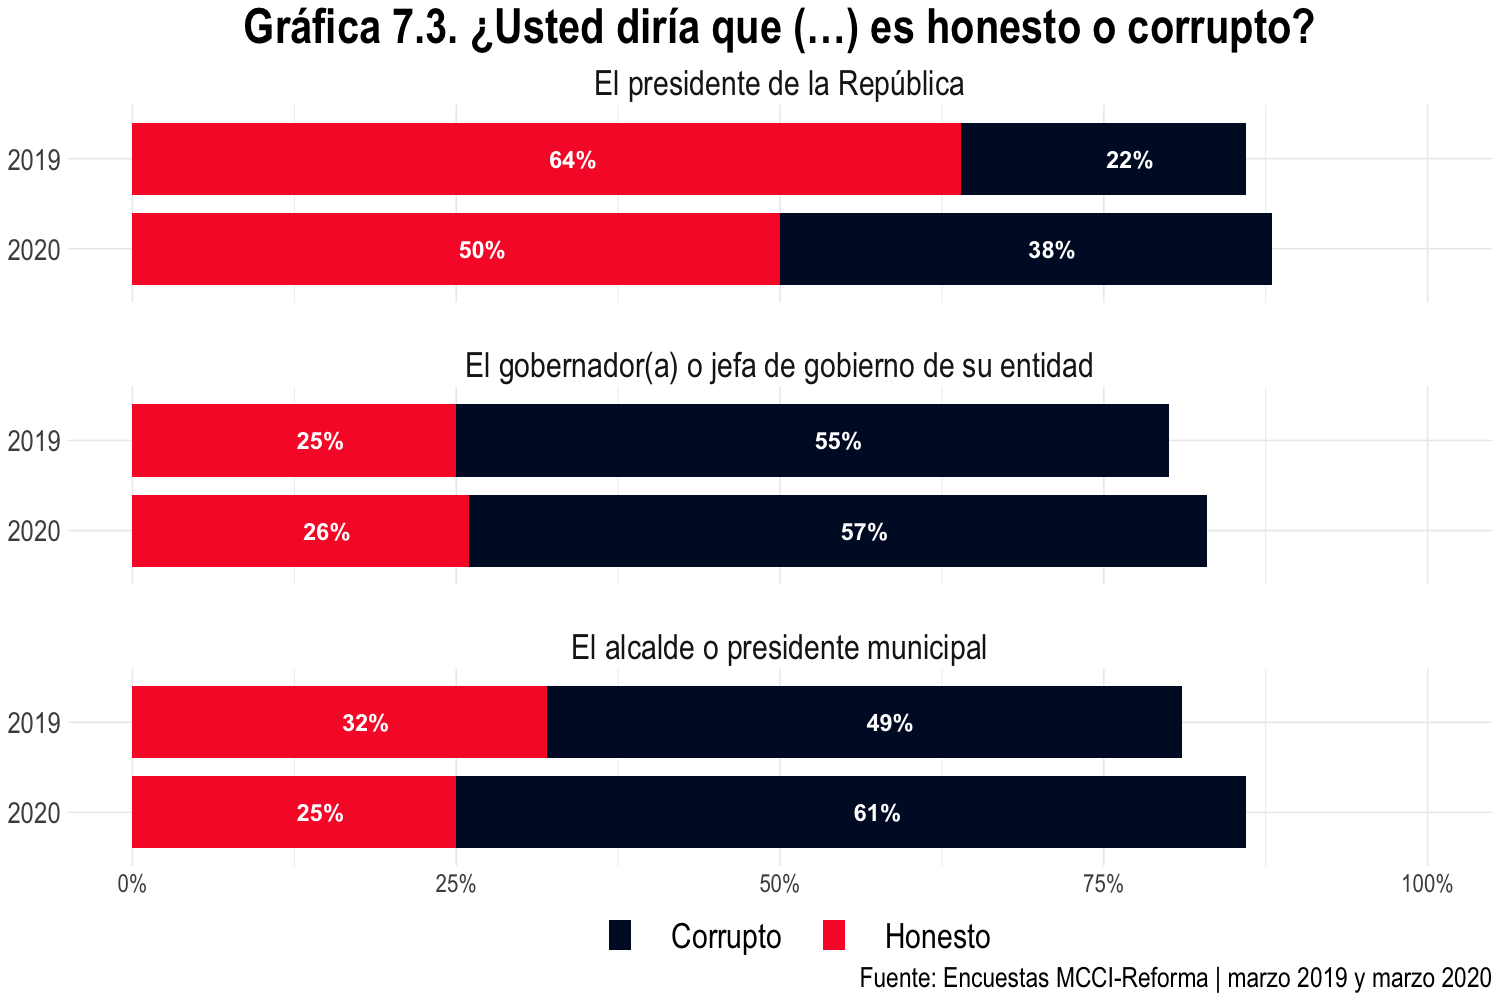 Gráfica 7.3. ¿Usted diría que (…) es honesto o corrupto?
El presidente de la República
2019 64% 22%
2020 50% 38%
El gobernador(a) o jefa de gobierno de su entidad
2019 25% 55%
2020 26% 57%
El alcalde o presidente municipal
2019 32% 49%
2020 25% 61%
0% 25% 50% 75% 100%
Corrupto Honesto
Fuente: Encuestas MCCI-Reforma | marzo 2019 y marzo 2020